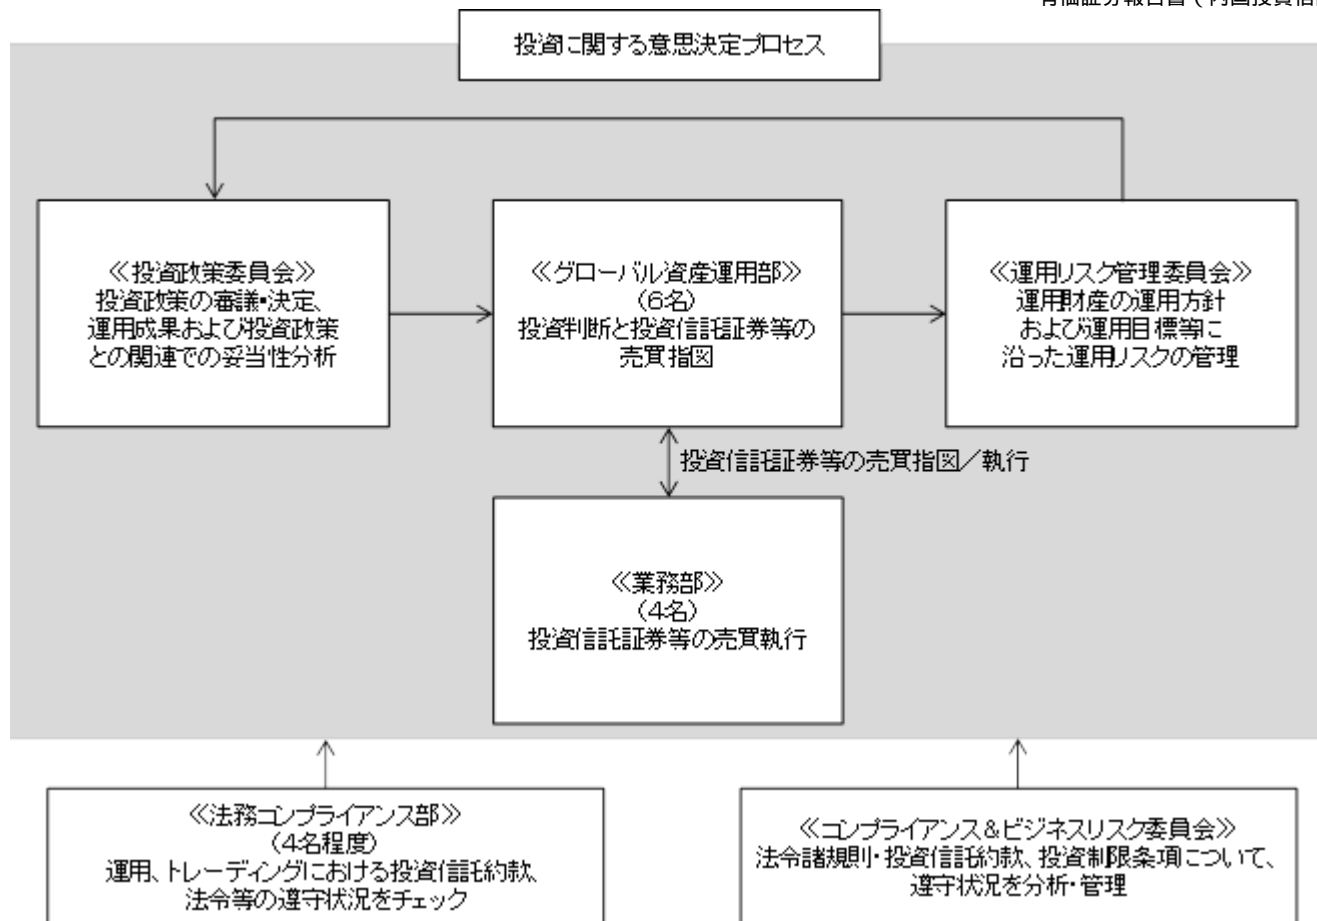 投資に関する意思決定プロセス
≪投資政策委員会≫
投資政策の審議・決定、
運用成果および投資政策
との関連での妥当性分析
≪グローバル資産運用部≫
(6名)
投資判断と投資信託証券等の
売買指図
≪運用リスク管理委員会≫
運用財産の運用方針
および運用目標等に
沿った運用リスクの管理
投資信託証券等の売買指図／執行
≪業務部≫
(4名)
投資信託証券等の売買執行
≪法務コンプライアンス部≫
(4名程度)
運用、トレーディングにおける投資信託約款、
法令等の遵守状況をチェック
≪コンプライアンス＆ビジネスリスク委員会≫
法令諸規則・投資信託約款、投資制限条項について、
遵守状況を分析・管理